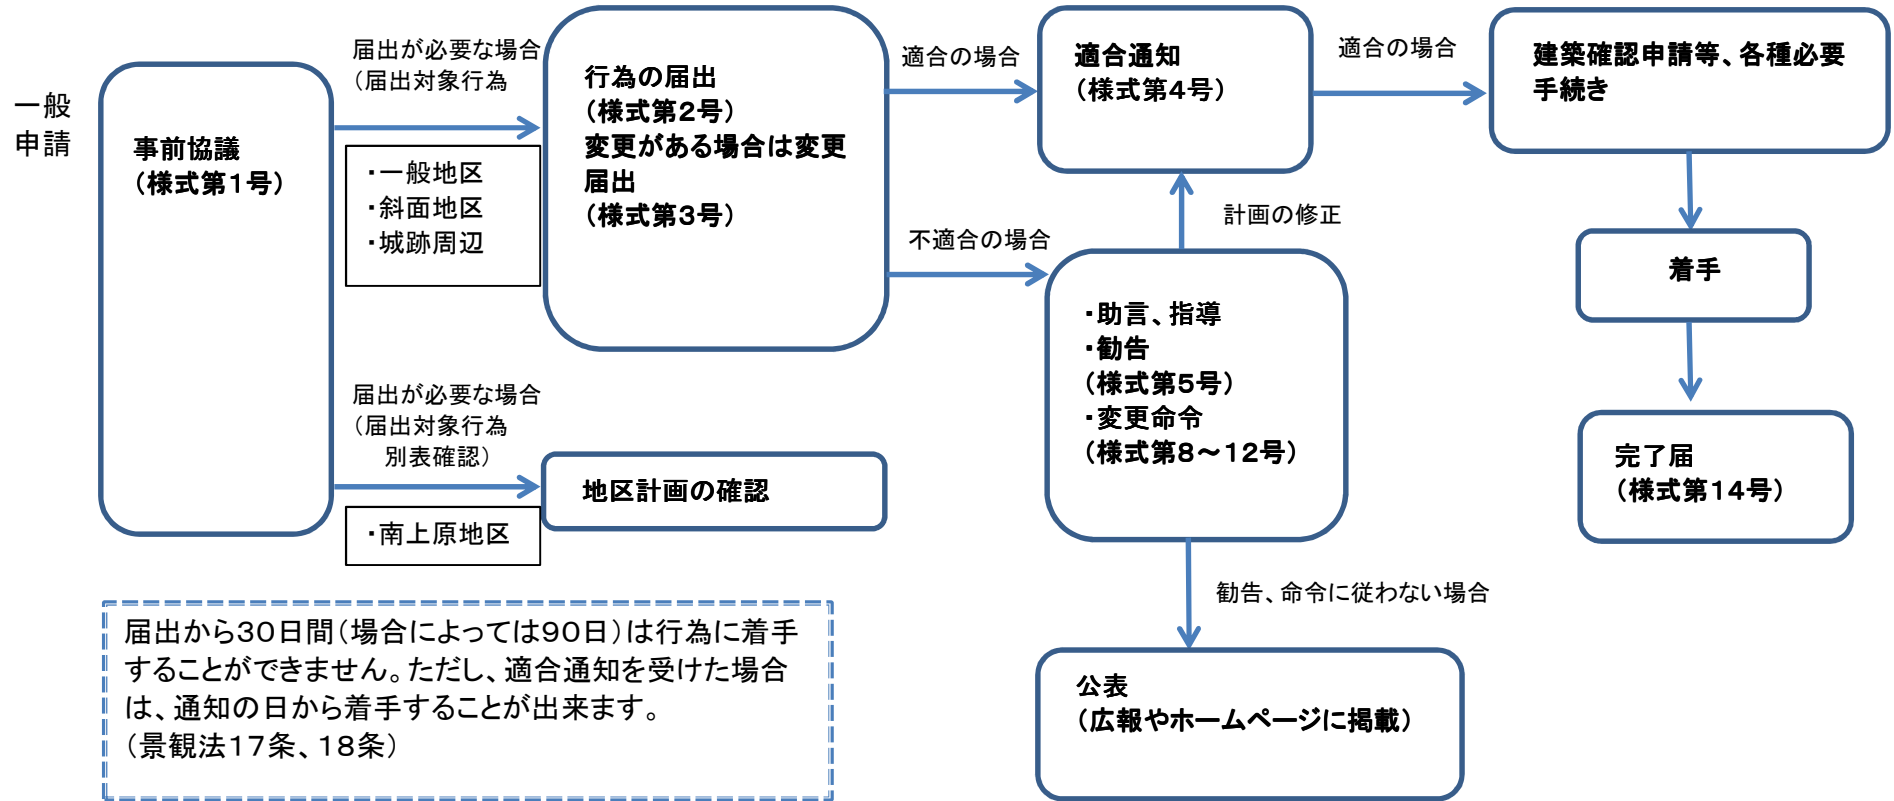 一般
申請
事前協議
（様式第1号）
届出が必要な場合
（届出対象行為
・一般地区
・斜面地区
・城跡周辺
行為の届出
（様式第2号）
変更がある場合は変更
届出
（様式第3号）
適合の場合
適合通知
（様式第4号）
適合の場合
建築確認申請等、各種必要
手続き
不適合の場合
計画の修正
・助言、指導
・勧告
（様式第5号）
・変更命令
（様式第8～12号）
着手
完了届
（様式第14号）
届出が必要な場合
（届出対象行為
別表確認）
・南上原地区
地区計画の確認
勧告、命令に従わない場合
公表
（広報やホームページに掲載）
届出から30日間（場合によっては90日）は行為に着手
することができません。ただし、適合通知を受けた場合
は、通知の日から着手することが出来ます。
（景観法17条、18条）